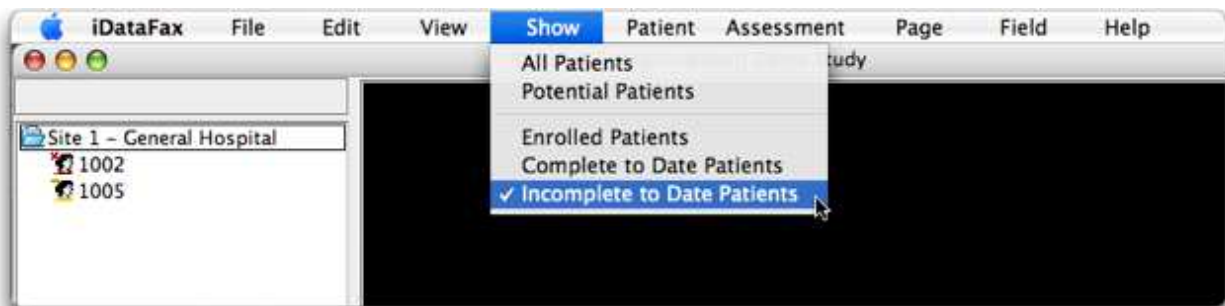 iDataFax File Edit View Show Patient Assessment Page Field Help
tudy
All Patients
Potential Patients
Enrolled Patients
Complete to Date Patients
✓ Incomplete to Date Patients
Site 1 - General Hospital
1002
1005